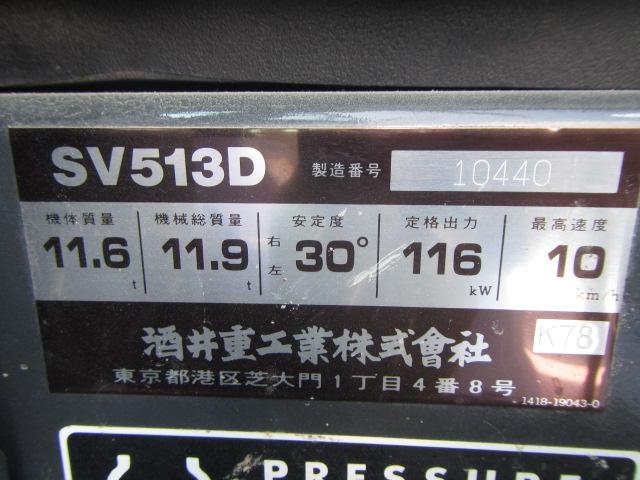 SV513D 製造番号 10440
機体質量 機械総質量 安定度 定格出力 最高速度
11.6 t 11.9 t 右 左 30° 116 kW 10 km/h
酒井重工業株式會社 K78
東京都港区芝大門1丁目4番8号 1418-19043-0
PRESSURE